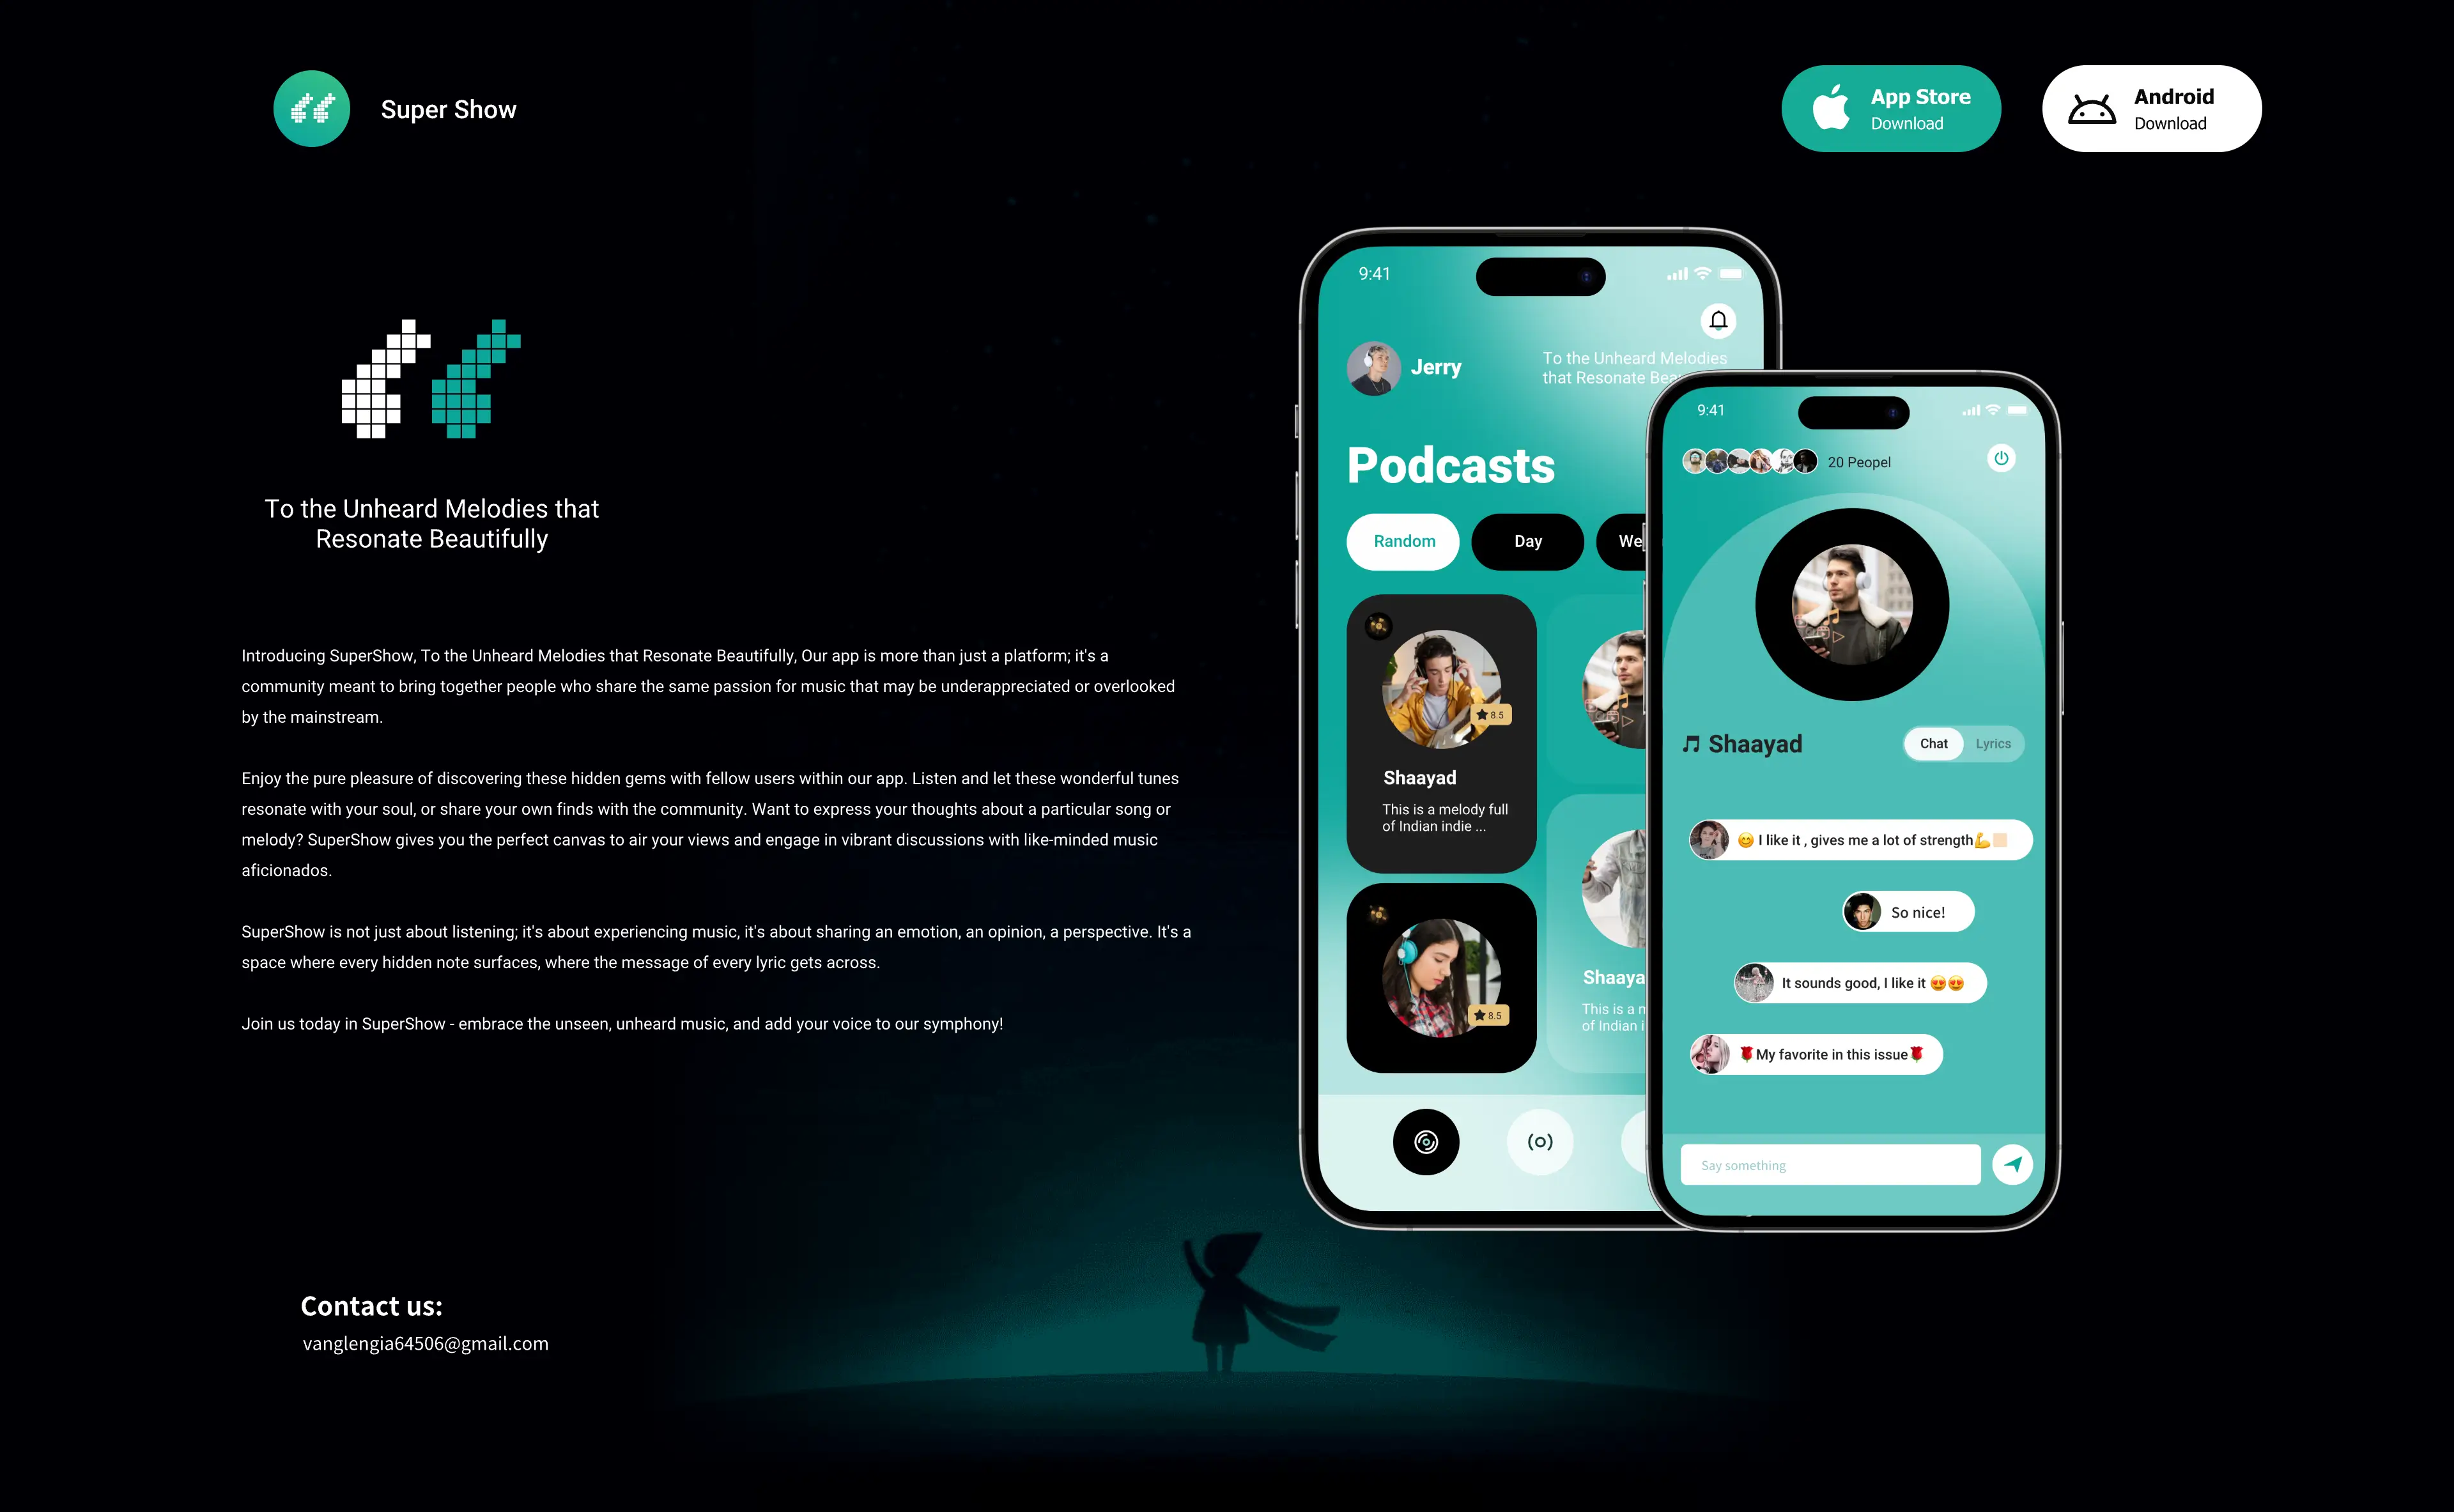 Super Show
App Store
Download
Android
Download
To the Unheard Melodies that
Resonate Beautifully
Introducing SuperShow, To the Unheard Melodies that Resonate Beautifully, Our app is more than just a platform; it's a
community meant to bring together people who share the same passion for music that may be underappreciated or overlooked
by the mainstream.
Enjoy the pure pleasure of discovering these hidden gems with fellow users within our app. Listen and let these wonderful tunes
resonate with your soul, or share your own finds with the community. Want to express your thoughts about a particular song or
melody? SuperShow gives you the perfect canvas to air your views and engage in vibrant discussions with like-minded music
aficionados.
SuperShow is not just about listening; it's about experiencing music, it's about sharing an emotion, an opinion, a perspective. It's a
space where every hidden note surfaces, where the message of every lyric gets across.
Join us today in SuperShow - embrace the unseen, unheard music, and add your voice to our symphony!
Contact us:
vanglengia64506@gmail.com
9:41
Jerry
To the Unheard Melodies
that Resonate
Podcasts
Random
Day
8.5
Shaayad
This is a melody full
of Indian indie ...
8.5
This is a
of Indian
9:41
20 Peopel
Shaayad
Chat
Lyrics
😊 I like it , gives me a lot of strength💪🏻
So nice!
It sounds good, I like it 😍😍
🌹My favorite in this issue🌹
Say something